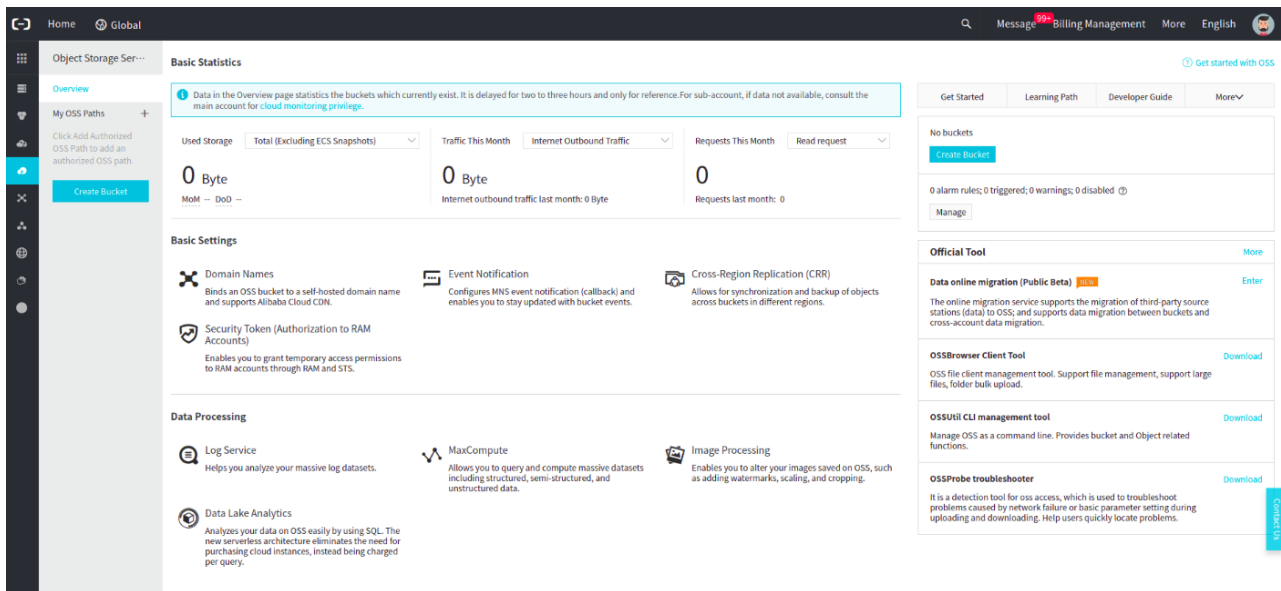 Home
Global
Message
99+
Billing Management
More
English
Object Storage Ser···
Overview
My OSS Paths +
Click Add Authorized
OSS Path to add an
authorized OSS path.
Create Bucket
Basic Statistics
Get started with OSS
Data in the Overview page statistics the buckets which currently exist. It is delayed for two to three hours and only for reference.For sub-account, if data not available, consult the
main account for cloud monitoring privilege.
Used Storage
Total (Excluding ECS Snapshots)
0 Byte
MoM -- DoD --
Traffic This Month
Internet Outbound Traffic
0 Byte
Internet outbound traffic last month: 0 Byte
Requests This Month
Read request
0
Requests last month: 0
Basic Settings
Domain Names
Binds an OSS bucket to a self-hosted domain name
and supports Alibaba Cloud CDN.
Event Notification
Configures MNS event notification (callback) and
enables you to stay updated with bucket events.
Cross-Region Replication (CRR)
Allows for synchronization and backup of objects
across buckets in different regions.
Security Token (Authorization to RAM
Accounts)
Enables you to grant temporary access permissions
to RAM accounts through RAM and STS.
Data Processing
Log Service
Helps you analyze your massive log datasets.
MaxCompute
Allows you to query and compute massive datasets
including structured, semi-structured, and
unstructured data.
Image Processing
Enables you to alter your images saved on OSS, such
as adding watermarks, scaling, and cropping.
Data Lake Analytics
Analyzes your data on OSS easily by using SQL. The
new serverless architecture eliminates the need for
purchasing cloud instances, instead being charged
per query.
Get Started
Learning Path
Developer Guide
More
No buckets
Create Bucket
0 alarm rules; 0 triggered; 0 warnings; 0 disabled
Manage
Official Tool
More
Data online migration (Public Beta) NEW
Enter
The online migration service supports the migration of third-party source
stations (data) to OSS; and supports data migration between buckets and
cross-account data migration.
OSSBrowser Client Tool
Download
OSS file client management tool. Support file management, support large
files, folder bulk upload.
OSSUtil CLI management tool
Download
Manage OSS as a command line. Provides bucket and Object related
functions.
OSSProbe troubleshooter
Download
It is a detection tool for oss access, which is used to troubleshoot
problems caused by network failure or basic parameter setting during
uploading and downloading. Help users quickly locate problems.
Contact Us